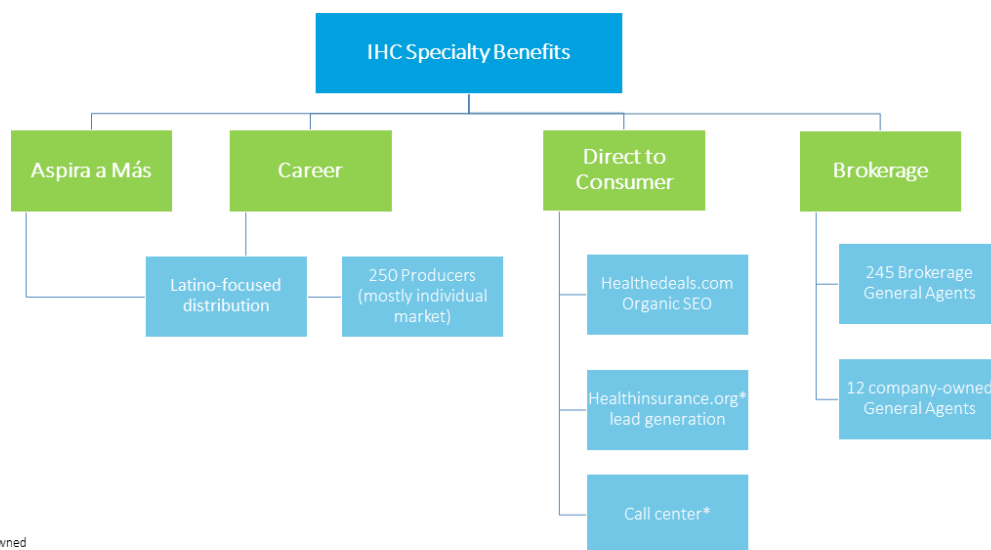 IHC Specialty Benefits
Aspira a Más
Career
Direct to
Consumer
Brokerage
Latino-focused
distribution
250 Producers
(mostly individual
market)
Healthedeals.com
Organic SEO
245 Brokerage
General Agents
Healthinsurance.org*
lead generation
12 company-owned
General Agents
Call center*